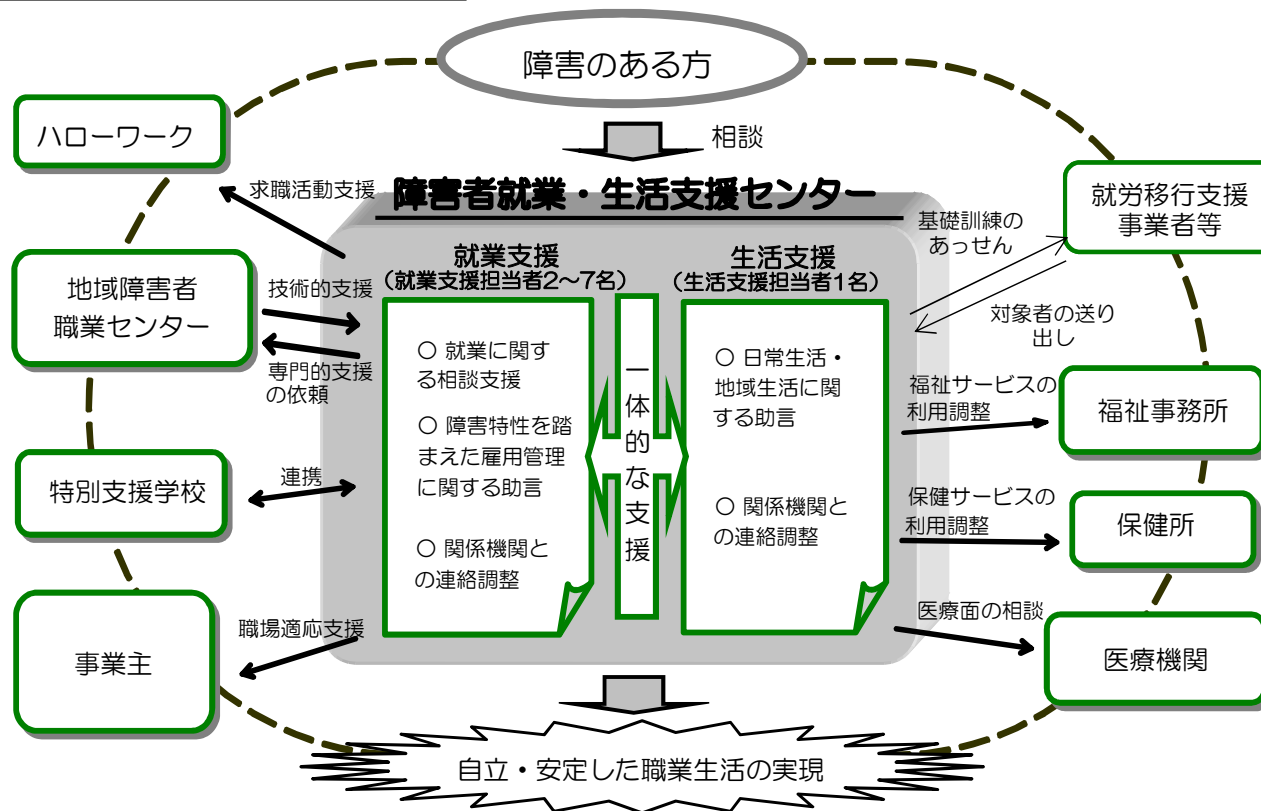 障害のある方
相談
障害者就業・生活支援センター
ハローワーク
求職活動支援
地域障害者
職業センター
技術的支援
専門的支援
の依頼
特別支援学校
連携
事業主
職場適応支援
就業支援
(就業支援担当者2～7名)
○ 就業に関す
る相談支援
○ 障害特性を踏
まえた雇用管理
に関する助言
○ 関係機関と
の連絡調整
一体的な支援
生活支援
(生活支援担当者1名)
○ 日常生活・
地域生活に関
する助言
○ 関係機関と
の連絡調整
基礎訓練の
あっせん
就労移行支援
事業者等
対象者の送り
出し
福祉サービスの
利用調整
福祉事務所
保健サービスの
利用調整
保健所
医療面の相談
医療機関
自立・安定した職業生活の実現